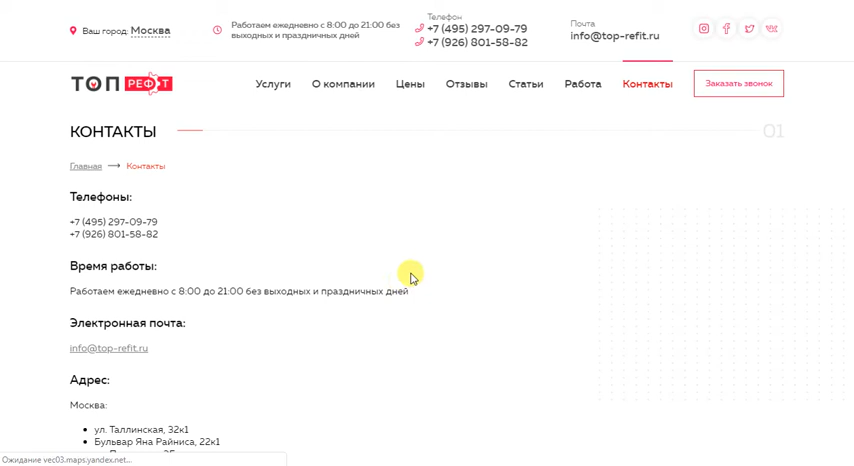 Ваш город: Москва
Работаем ежедневно с 8:00 до 21:00 без
выходных и праздничных дней
Телефон
+7 (495) 297-09-79
+7 (926) 801-58-82
Почта
info@top-refit.ru
ТОП РЕФИТ
Услуги О компании Цены Отзывы Статьи Работа Контакты Заказать звонок
КОНТАКТЫ 01
Главная → Контакты
Телефоны:
+7 (495) 297-09-79
+7 (926) 801-58-82
Время работы:
Работаем ежедневно с 8:00 до 21:00 без выходных и праздничных дней
Электронная почта:
info@top-refit.ru
Адрес:
Москва:
ул. Таллинская, 32к1
Бульвар Яна Райниса, 22к1
Ожидание vec03.maps.yandex.net...